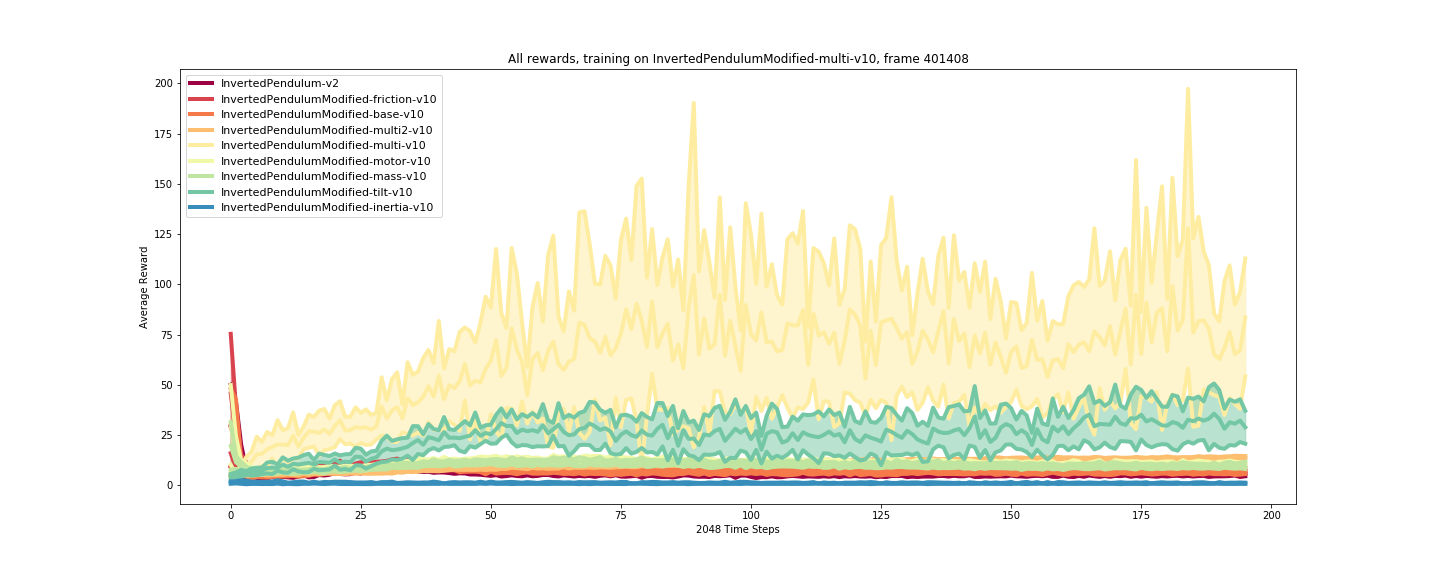 All rewards, training on InvertedPendulumModified-multi-v10, frame 401408
InvertedPendulum-v2
InvertedPendulumModified-friction-v10
InvertedPendulumModified-base-v10
InvertedPendulumModified-multi2-v10
InvertedPendulumModified-multi-v10
InvertedPendulumModified-motor-v10
InvertedPendulumModified-mass-v10
InvertedPendulumModified-tilt-v10
InvertedPendulumModified-inertia-v10
Average Reward
200
175
150
125
100
75
50
25
0
0 25 50 75 100 125 150 175 200
2048 Time Steps